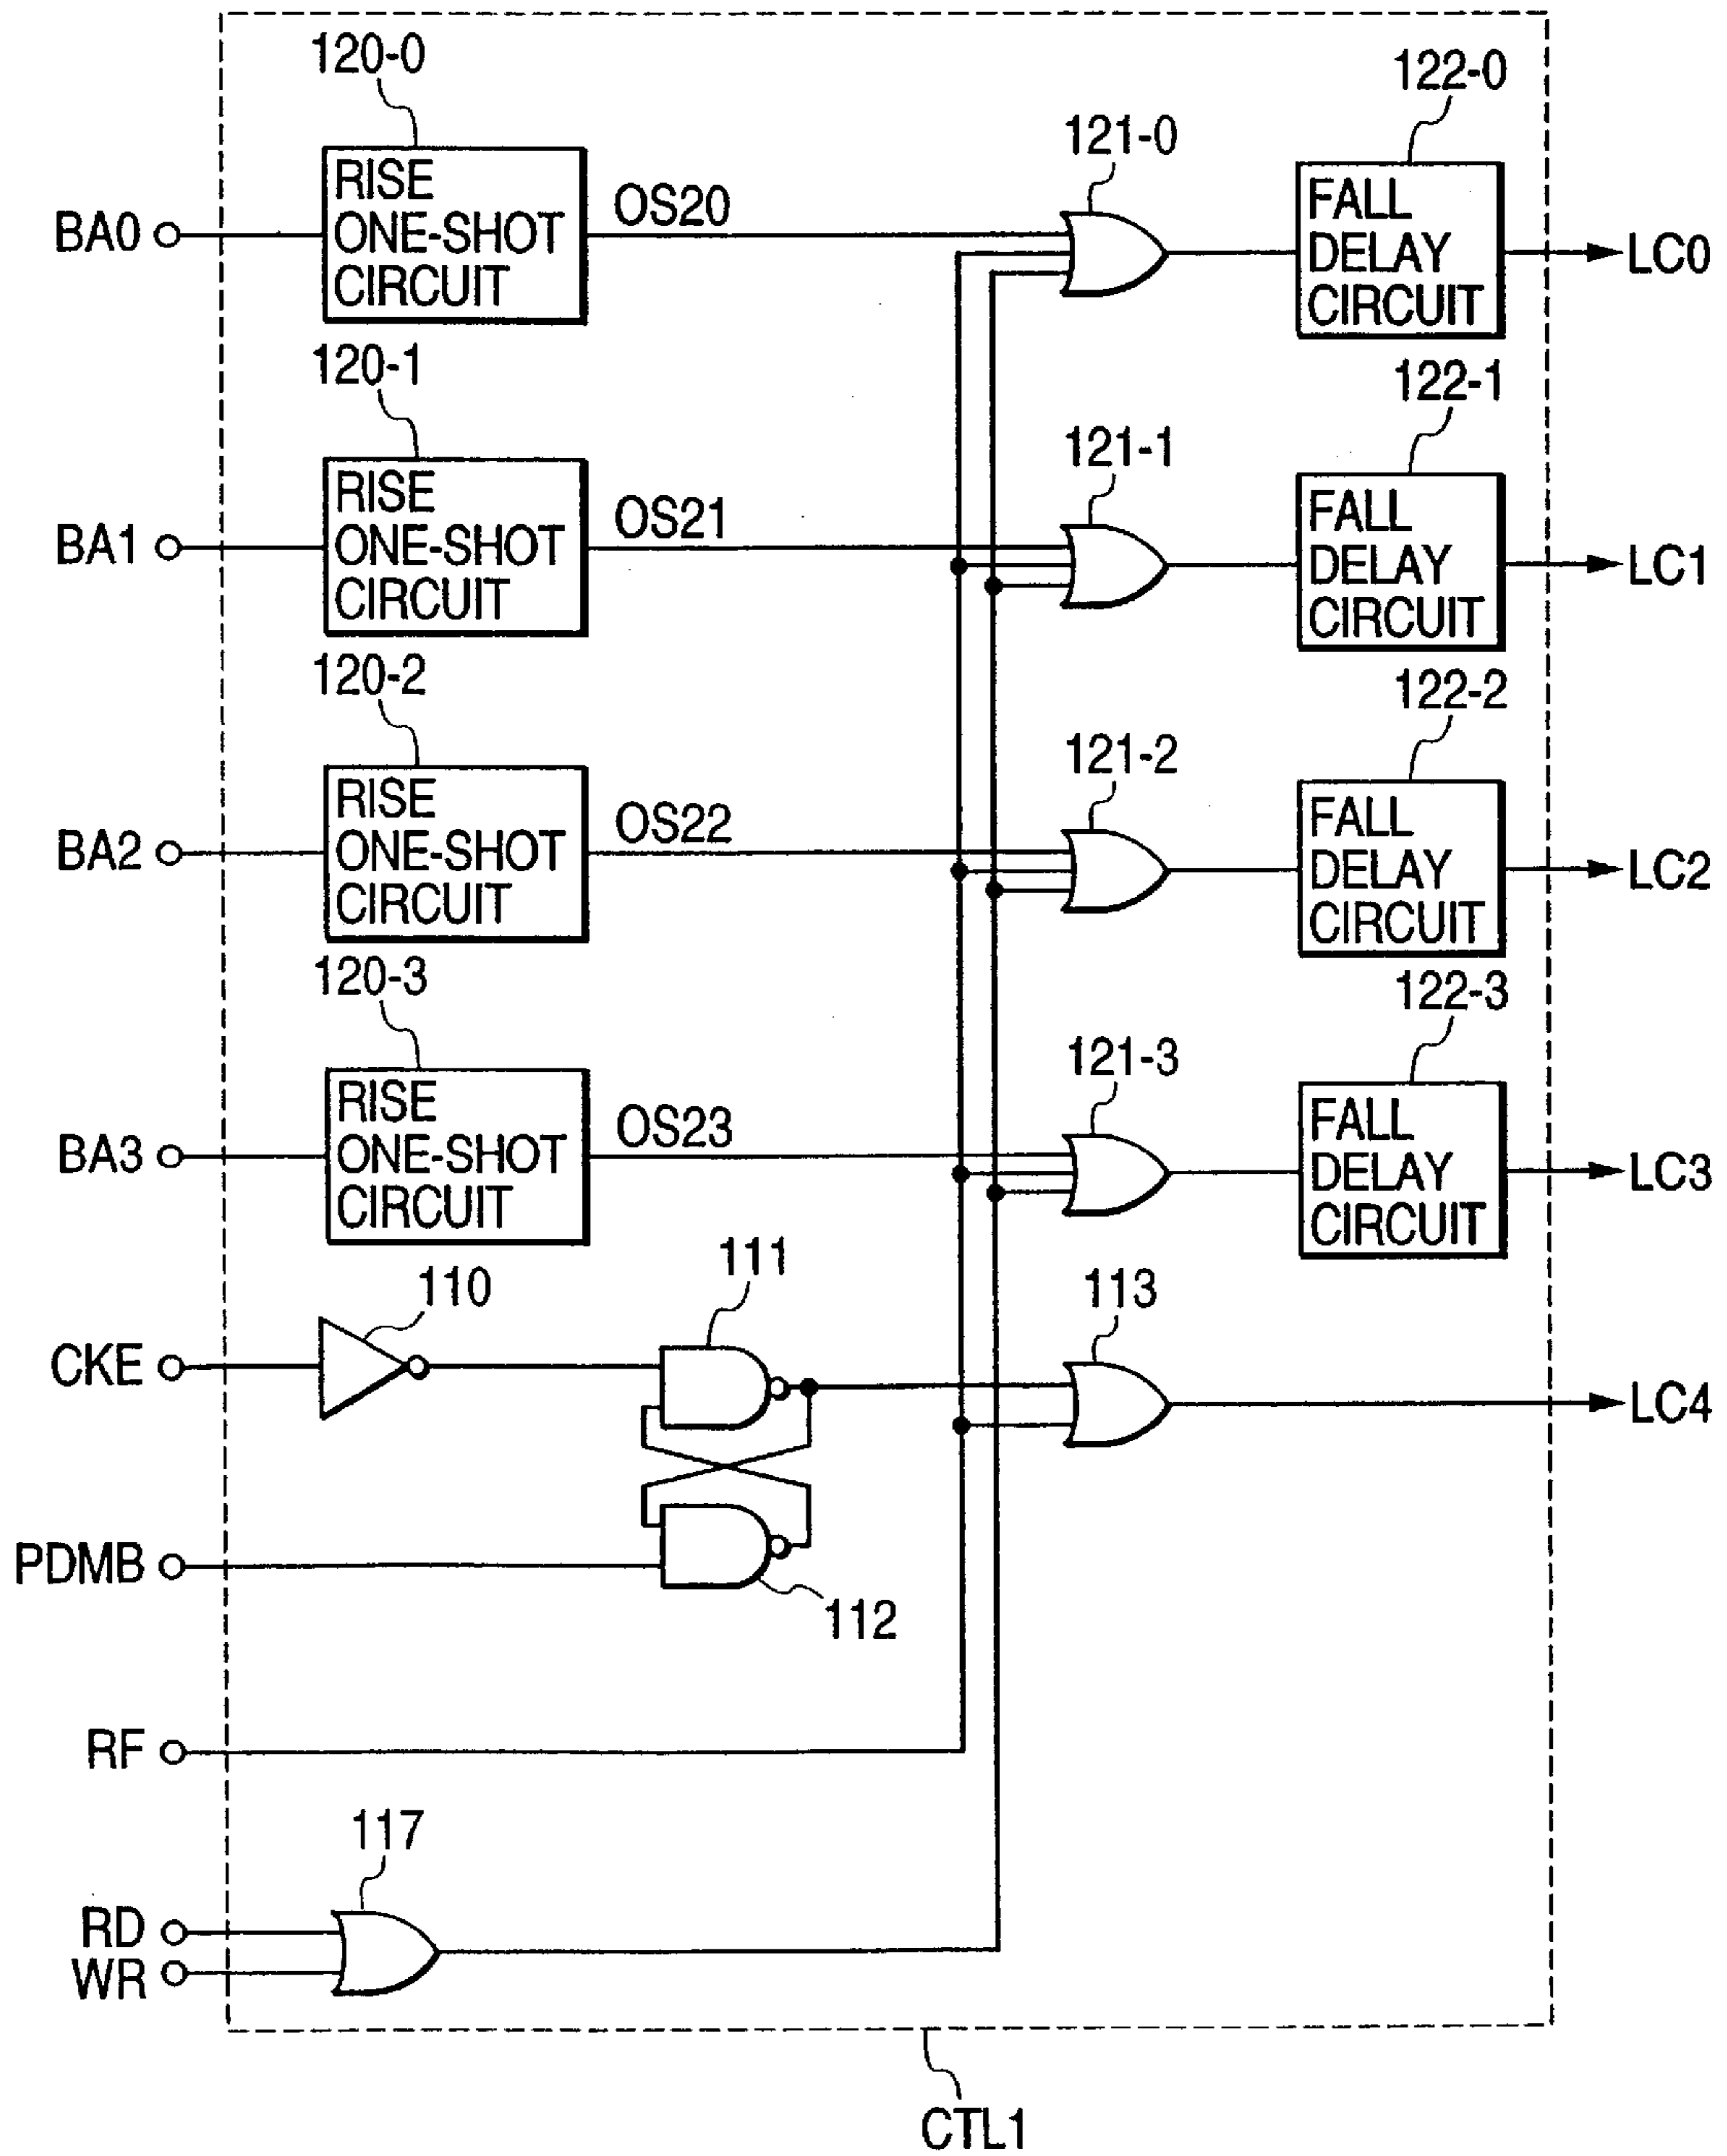 120-0
122-0
121-0
RISE
ONE-SHOT
CIRCUIT
OS20
FALL
DELAY
CIRCUIT
BA0
LC0
120-1
122-1
121-1
RISE
ONE-SHOT
CIRCUIT
OS21
FALL
DELAY
CIRCUIT
BA1
LC1
120-2
122-2
121-2
RISE
ONE-SHOT
CIRCUIT
OS22
FALL
DELAY
CIRCUIT
BA2
LC2
120-3
122-3
121-3
RISE
ONE-SHOT
CIRCUIT
OS23
FALL
DELAY
CIRCUIT
BA3
LC3
110
111
113
CKE
LC4
PDMB
112
RF
117
RD
WR
CTL1